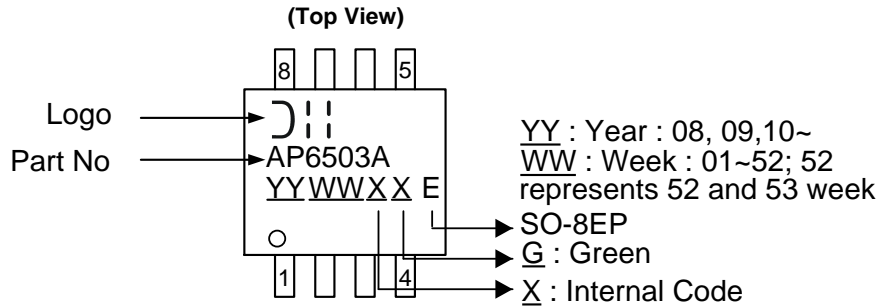 (Top View)
8 5
Logo
Part No
AP6503A
YY WW X X E
1 4
YY : Year : 08, 09,10~
WW : Week : 01~52; 52
represents 52 and 53 week
SO-8EP
G : Green
X : Internal Code